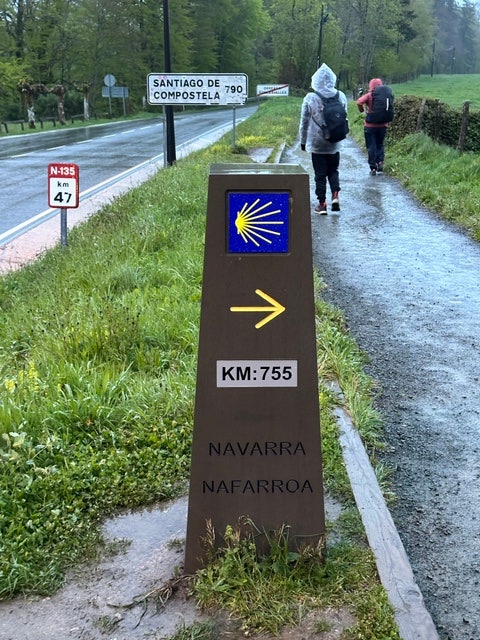 SANTIAGO DE
COMPOSTELA 790
N-135
km
47
KM:755
NAVARRA
NAFARROA